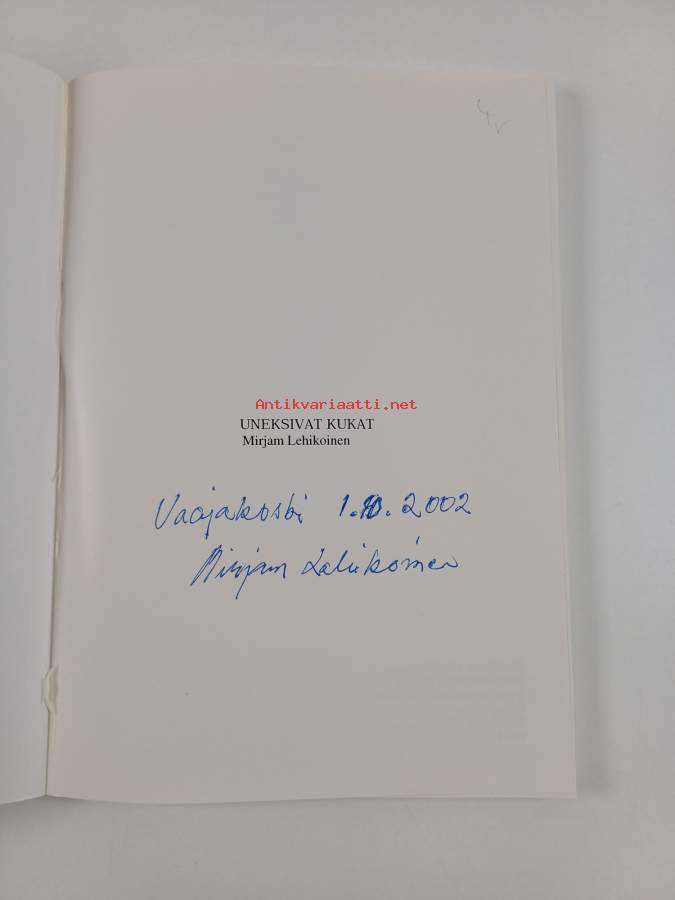 Antikvariaatti.net
UNEKSIVAT KUKAT
Mirjam Lehikoinen
Vaajakoski 1.10.2002
Mirjam Lehikoinen